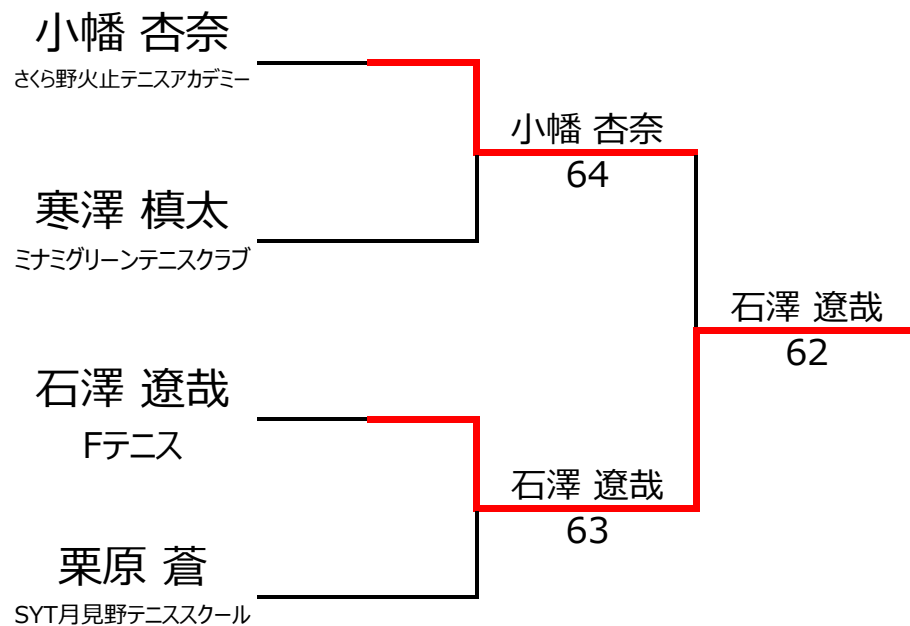 小幡 杏奈
さくら野火止テニスアカデミー
小幡 杏奈
64
寒澤 槙太
ミナミグリーンテニスクラブ
石澤 遼哉
62
石澤 遼哉
Fテニス
石澤 遼哉
63
栗原 蒼
SYT月見野テニススクール